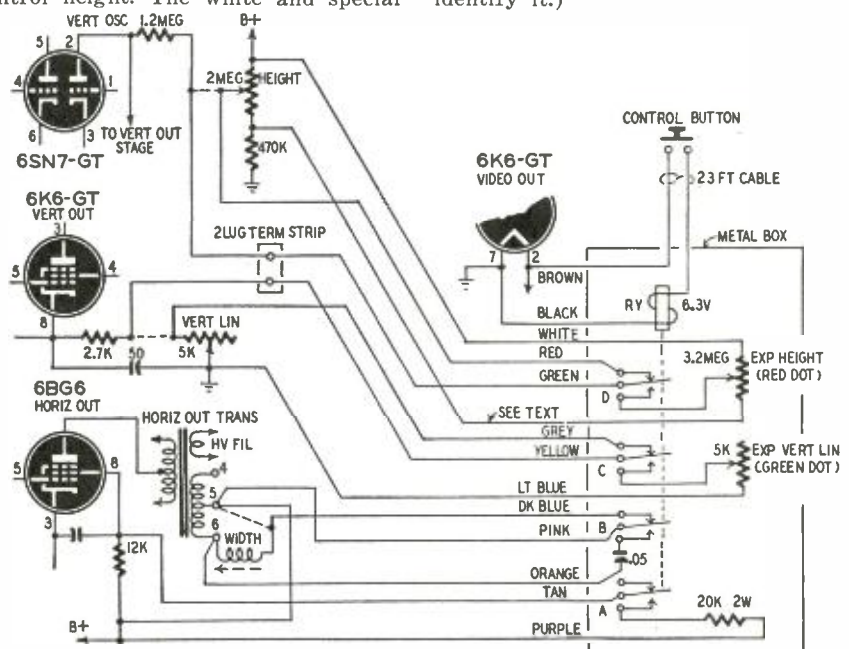 ntrol height. The white and special identify it.)
VERT OSC
1.2MEG
B+
5
2
4
1
6
3
TO VERT OUT
STAGE
6SN7-GT
2MEG
HEIGHT
470K
CONTROL BUTTON
23 FT CABLE
6K6-GT
VIDEO OUT
7
2
METAL BOX
BROWN
BLACK
RY
6.3V
6K6-GT
VERT OUT
3
5
4
8
2LUG TERM STRIP
2.7K
50
VERT LIN
5K
WHITE
RED
GREEN
D
3.2MEG
EXP HEIGHT
(RED DOT)
SEE TEXT
GREY
YELLOW
C
5K
EXP VERT LIN
(GREEN DOT)
LT BLUE
DK BLUE
PINK
B
.05
ORANGE
TAN
A
20K 2W
PURPLE
6BG6
HORIZ OUT
5
8
3
HORIZ OUT TRANS
HV FIL
4
5
6
WIDTH
12K
B+